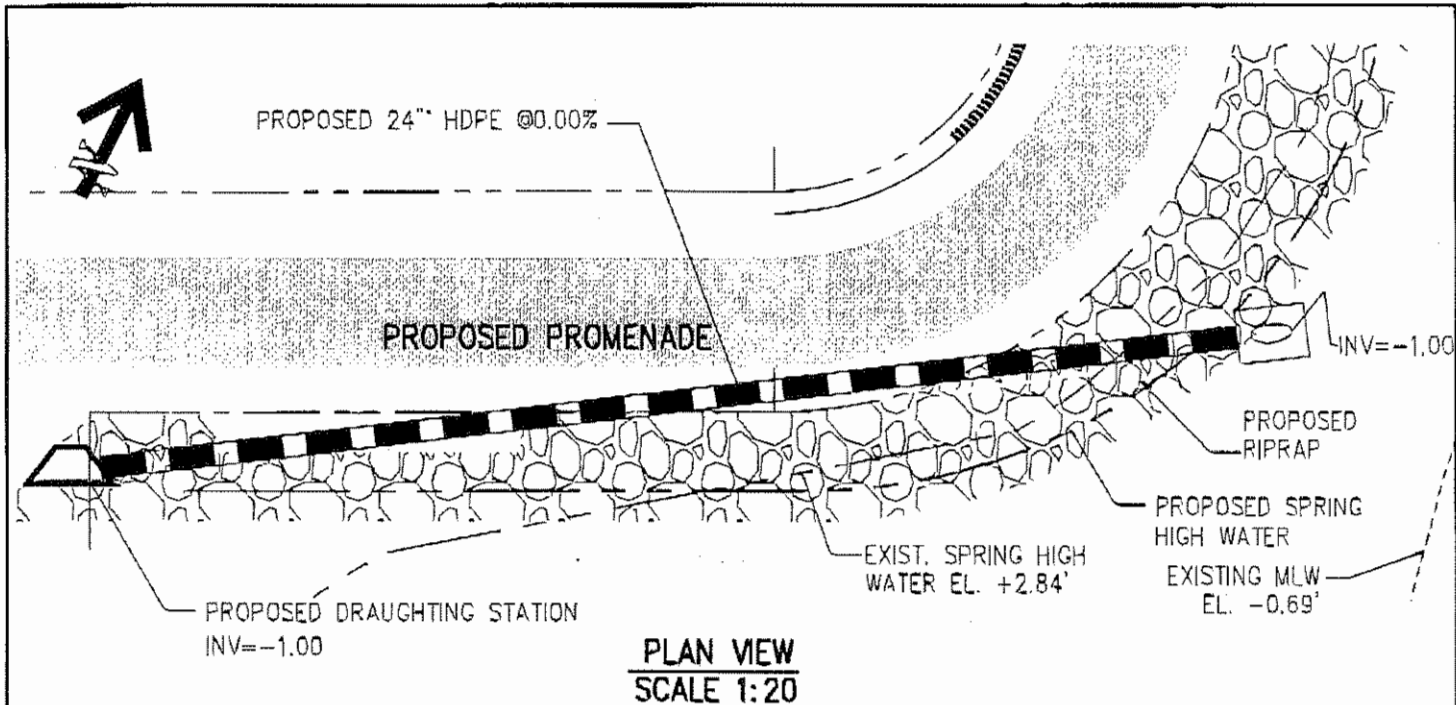 PROPOSED 24"· HDPE @0.00%
PROPOSED PROMENADE
INV=-1.00
PROPOSED
RIPRAP
PROPOSED SPRING
HIGH WATER
EXIST. SPRING HIGH
WATER EL. +2.84'
EXISTING MLW
EL. -0.69'
PROPOSED DRAUGHTING STATION
INV=-1.00
PLAN VIEW
SCALE 1:20